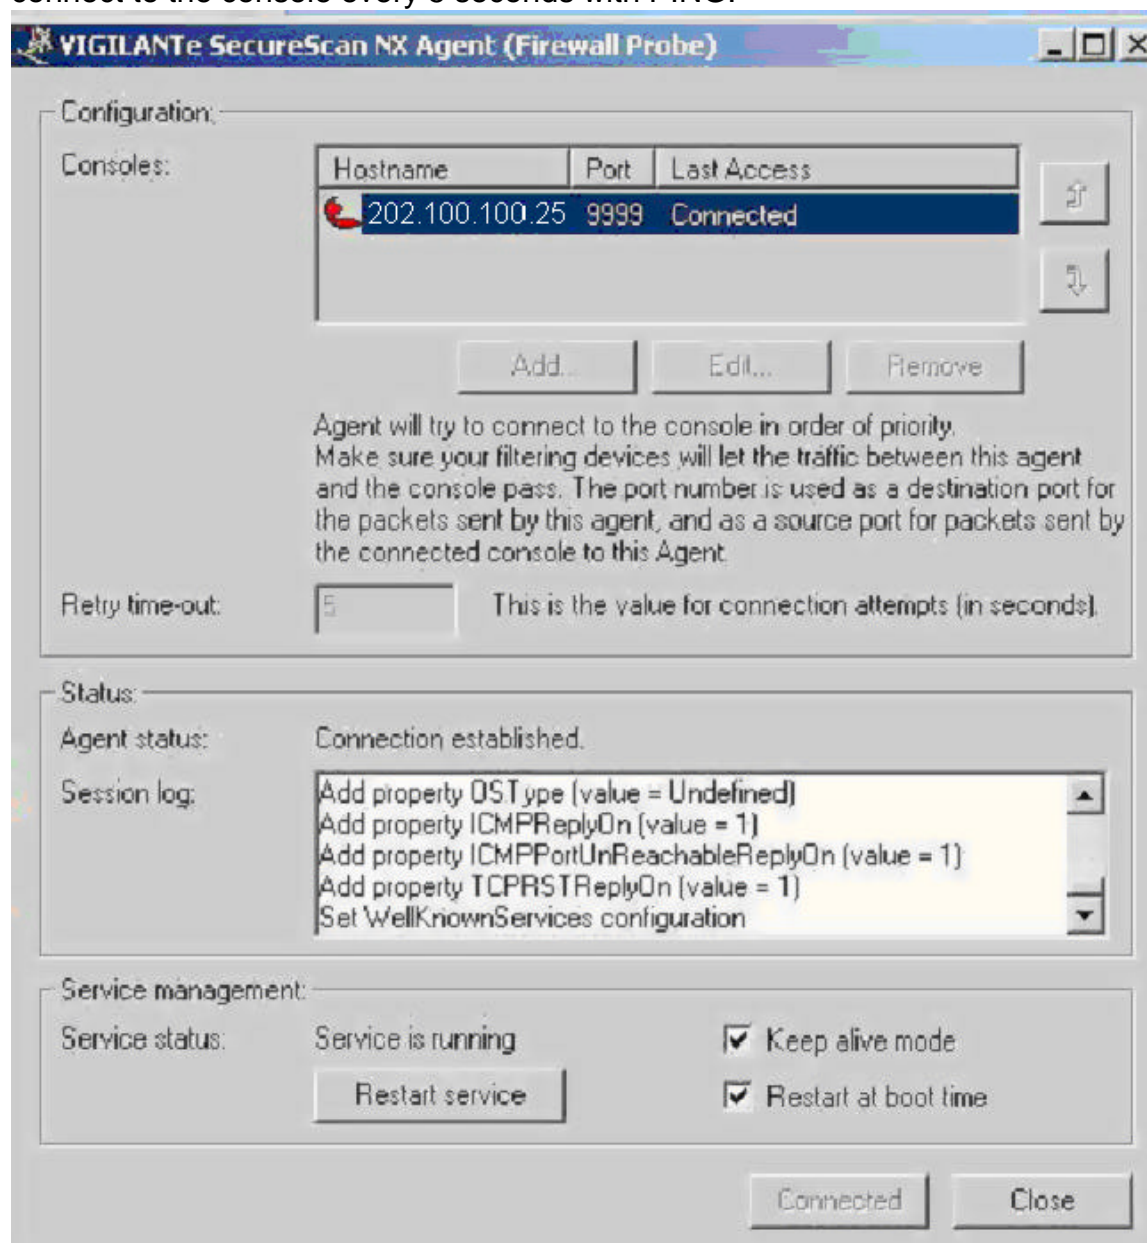 VIGILANTe SecureScan NX Agent (Firewall Probe)
Configuration:
Consoles:
Hostname Port Last Access
202.100.100.25 9999 Connected
Add... Edit... Remove
Agent will try to connect to the console in order of priority.
Make sure your filtering devices will let the traffic between this agent
and the console pass. The port number is used as a destination port for
the packets sent by this agent, and as a source port for packets sent by
the connected console to this Agent
Retry time-out: 5 This is the value for connection attempts (in seconds).
Status:
Agent status: Connection established.
Session log:
Add property OSType (value = Undefined)
Add property ICMPReplyOn (value = 1)
Add property ICMPPortUnReachableReplyOn (value = 1)
Add property TCPRSTReplyOn (value = 1)
Set WellKnownServices configuration
Service management:
Service status: Service is running Keep alive mode
Restart service Restart at boot time
Connected Close